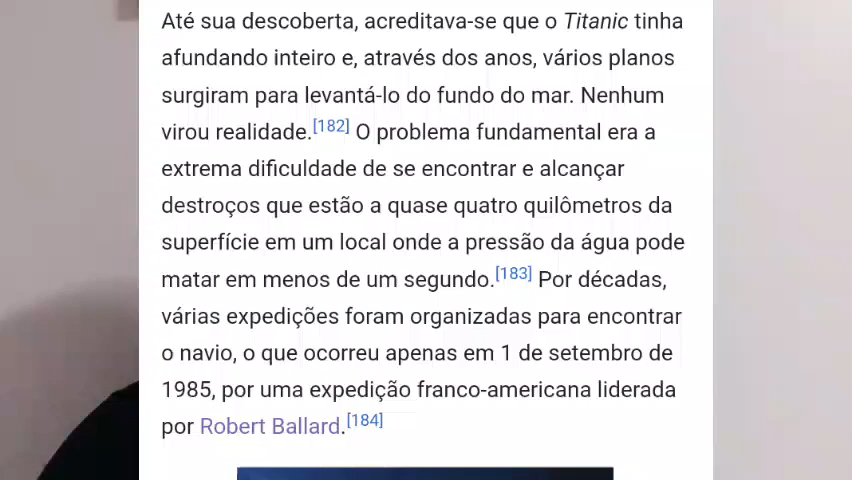 Até sua descoberta, acreditava-se que o Titanic tinha
afundando inteiro e, através dos anos, vários planos
surgiram para levantá-lo do fundo do mar. Nenhum
virou realidade.[182] O problema fundamental era a
extrema dificuldade de se encontrar e alcançar
destroços que estão a quase quatro quilômetros da
superfície em um local onde a pressão da água pode
matar em menos de um segundo.[183] Por décadas,
várias expedições foram organizadas para encontrar
o navio, o que ocorreu apenas em 1 de setembro de
1985, por uma expedição franco-americana liderada
por Robert Ballard.[184]